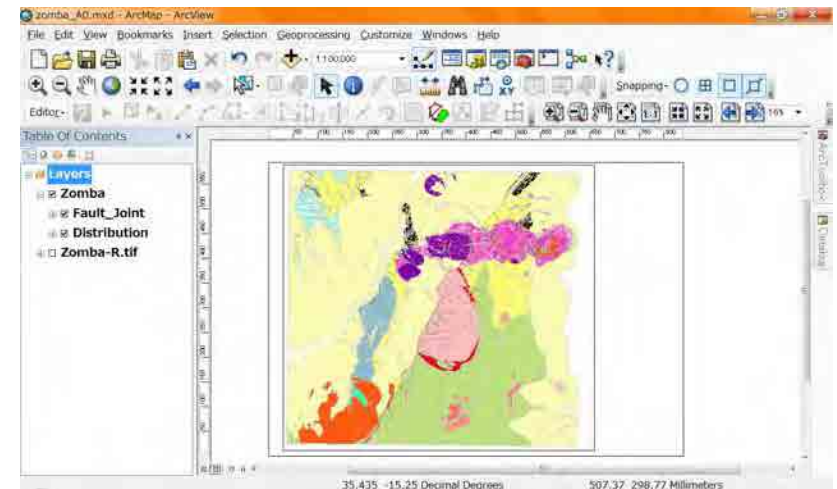 zomba_A0.mxd - ArcMap - ArcView
File Edit View Bookmarks Insert Selection Geoprocessing Customize Windows Help
1:100,000
Snapping-
Editor-
Table Of Contents
Layers
Zomba
Fault_Joint
Distribution
Zomba-R.tif
ArcToolbox
Catalog
35.435 -15.25 Decimal Degrees
507.37 298.77 Millimeters